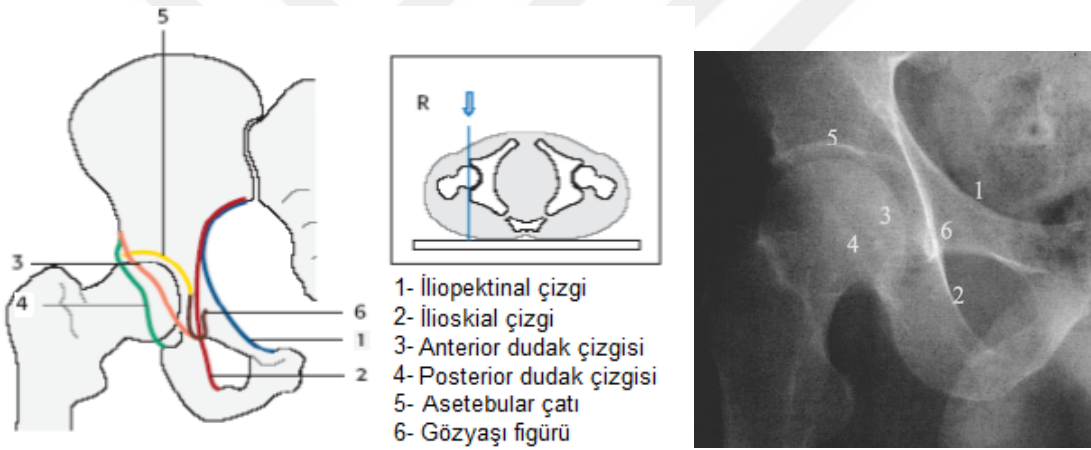 5
3
4
6
1
2
R
1- İliopektinal çizgi
2- İlioskial çizgi
3- Anterior dudak çizgisi
4- Posterior dudak çizgisi
5- Asetebular çatı
6- Gözyaşı figürü
5
1
3
6
4
2